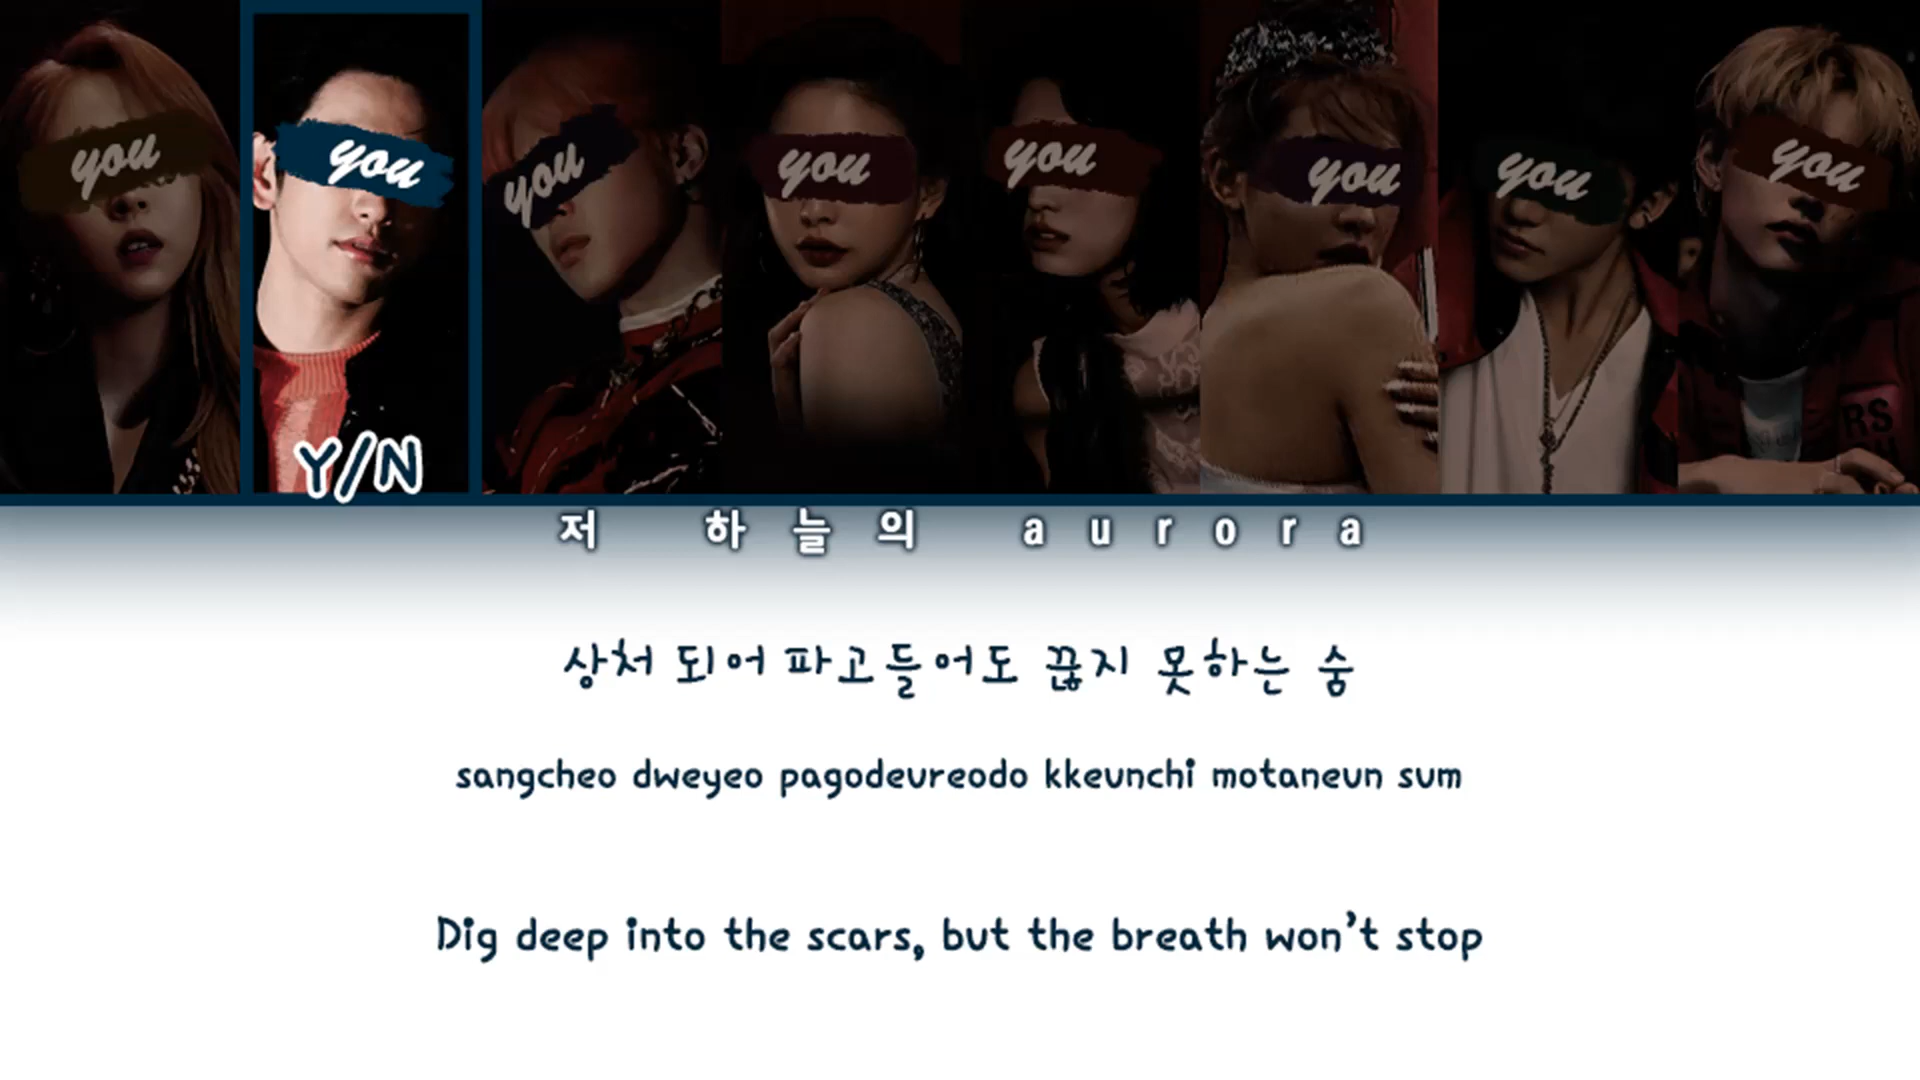 you you you you you you you you
Y/N
저 하늘의 aurora
상처 되어 파고들어도 끊지 못하는 숨
sangcheo dweyeo pagodeureodo kkeunchi motaneun sum
Dig deep into the scars, but the breath won't stop
RS